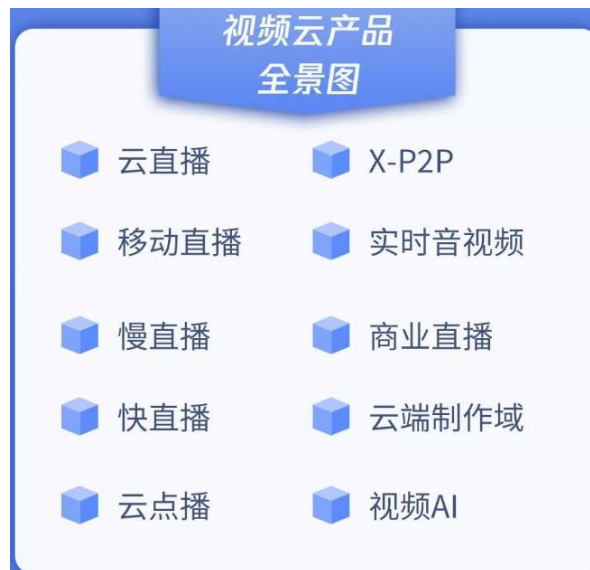 视频云产品
全景图
云直播
X-P2P
移动直播
实时音视频
慢直播
商业直播
快直播
云端制作域
云点播
视频AI